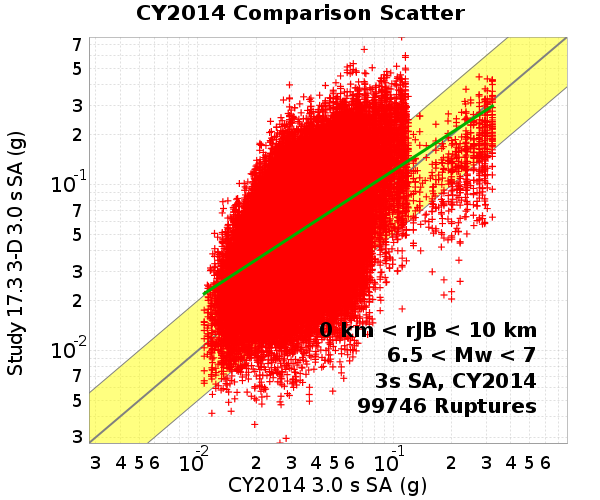 CY2014 Comparison Scatter
Study 17.3 3-D 3.0 s SA (g)
7
5
3
2
10-1
7
5
3
2
10-2
7
5
3
0 km < rJB < 10 km
6.5 < Mw < 7
3s SA, CY2014
99746 Ruptures
3 4 5 6 10-2 2 3 4 5 6 10-1 2 3 4 5 6
CY2014 3.0 s SA (g)